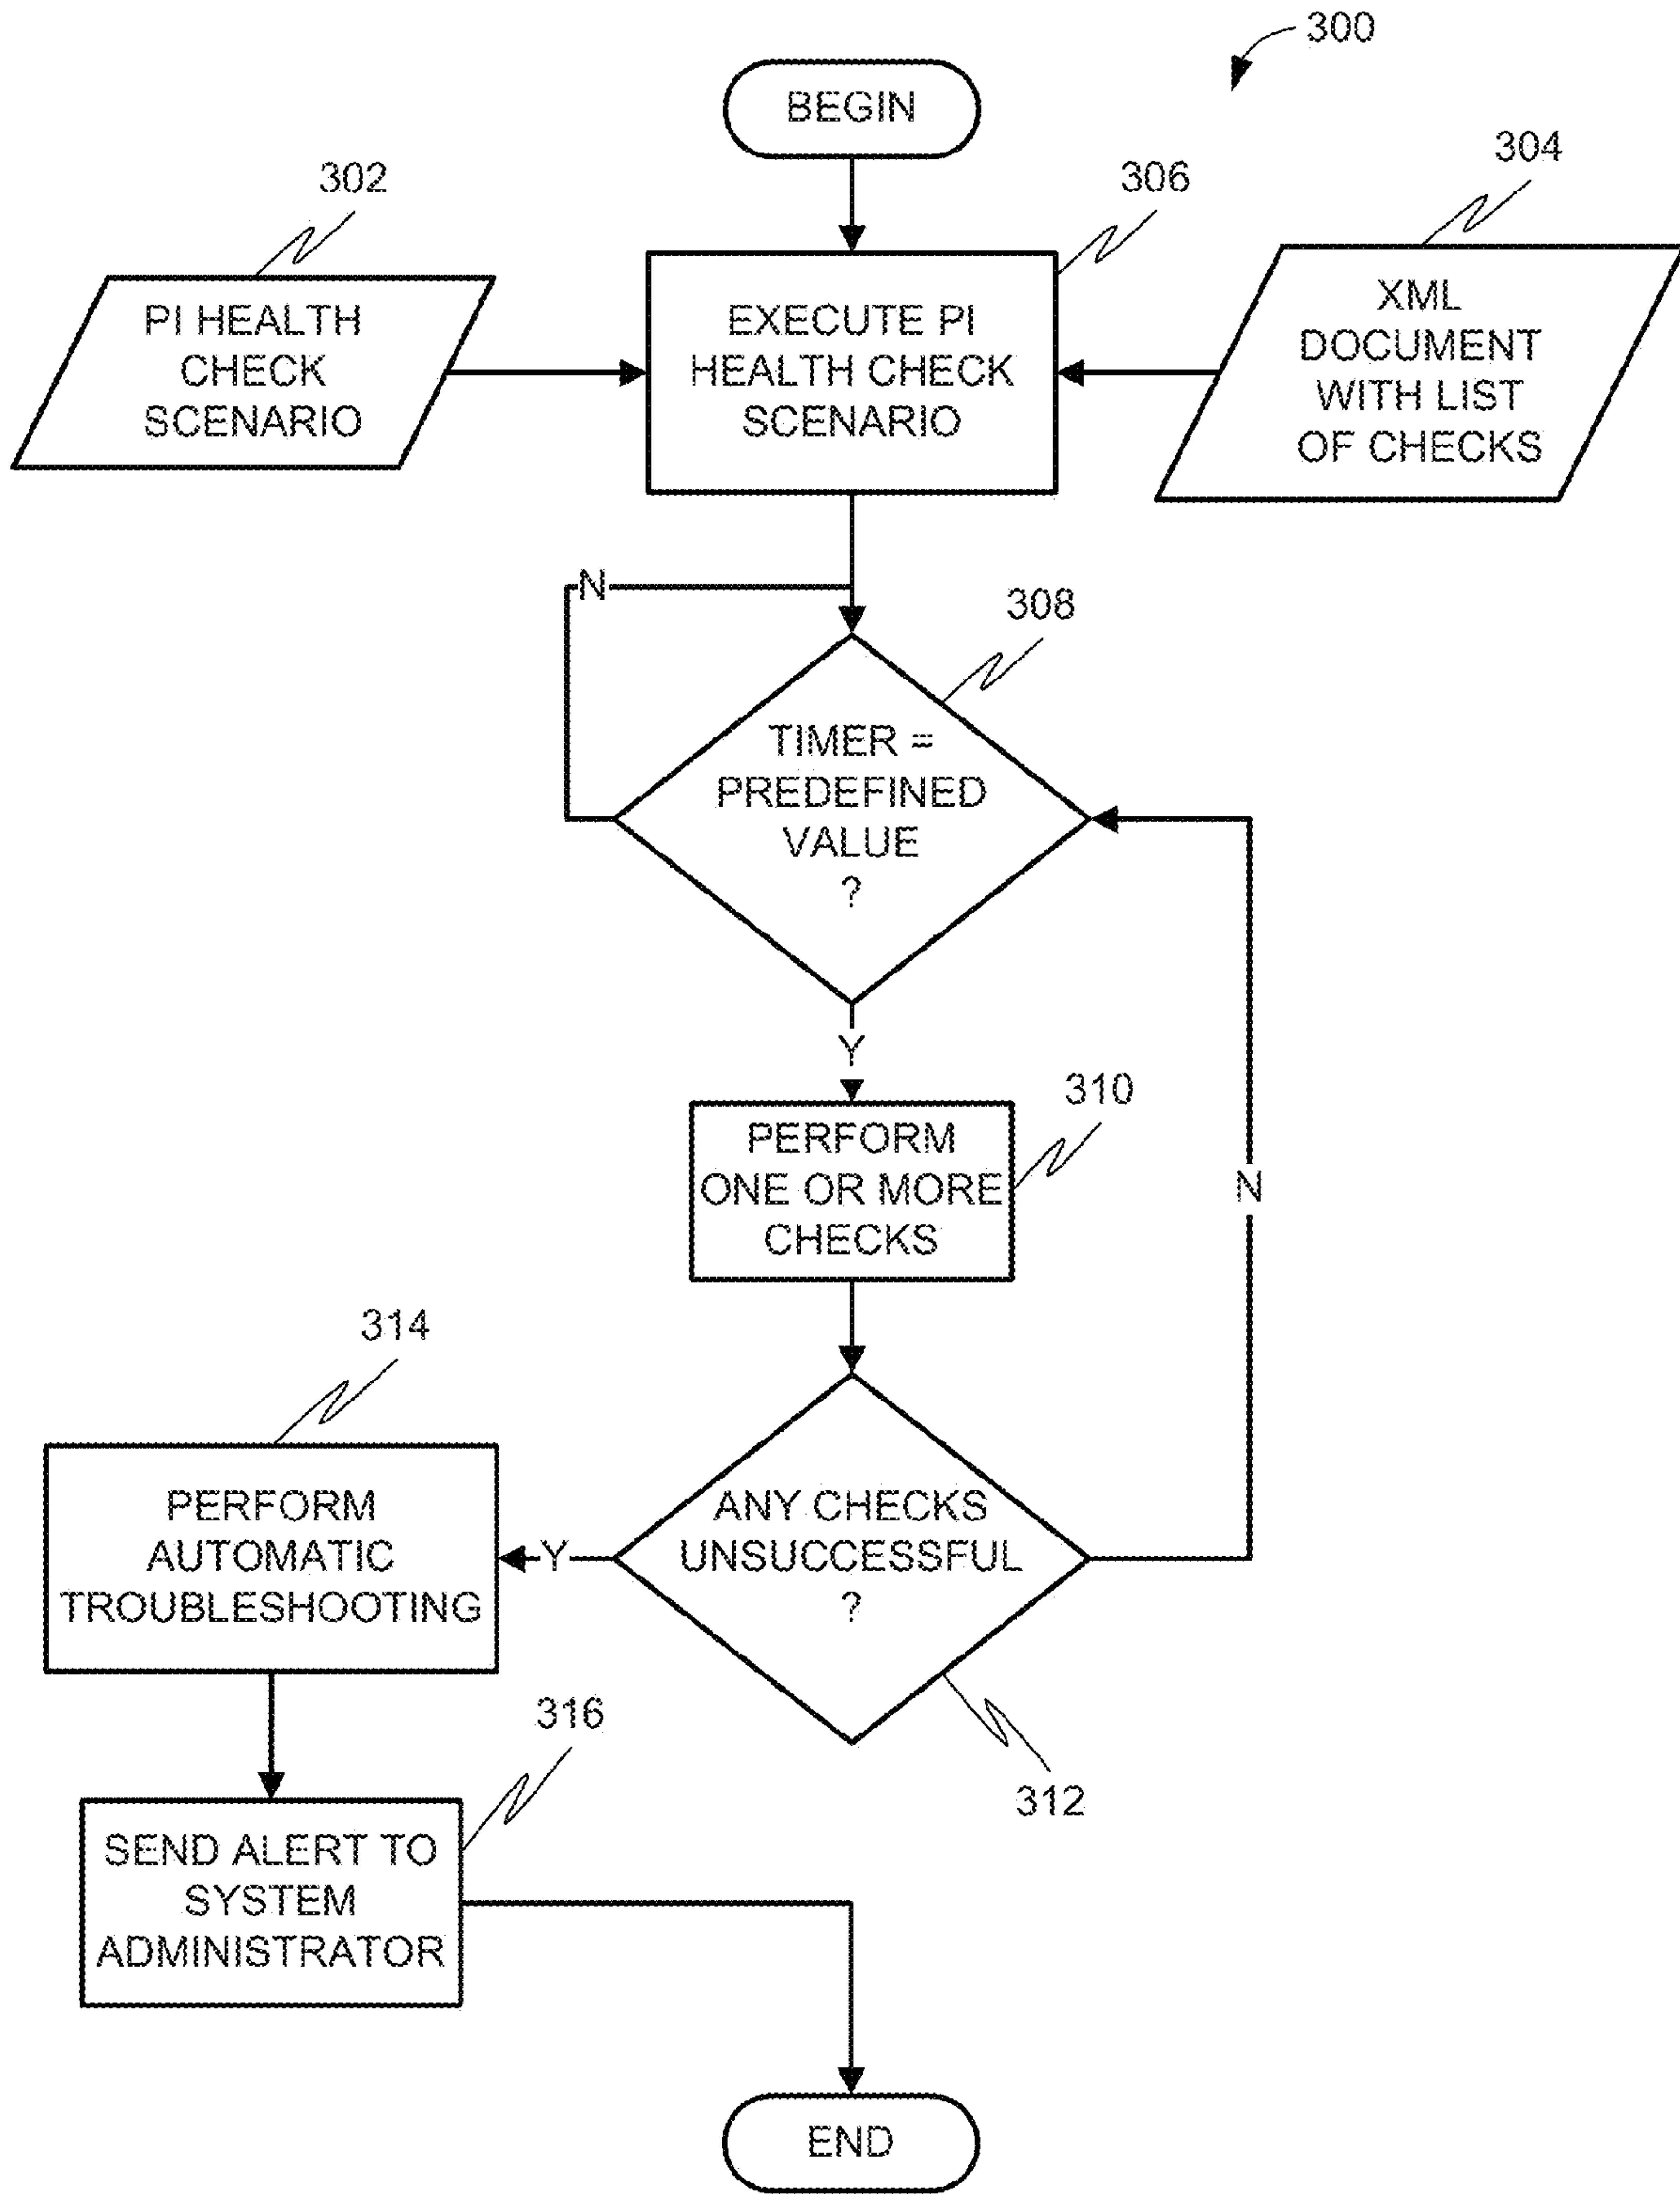 300
BEGIN
302
306
304
PI HEALTH
CHECK
SCENARIO
EXECUTE PI
HEALTH CHECK
SCENARIO
XML
DOCUMENT
WITH LIST
OF CHECKS
N
308
TIMER =
PREDEFINED
VALUE
?
Y
310
PERFORM
ONE OR MORE
CHECKS
N
314
PERFORM
AUTOMATIC
TROUBLESHOOTING
Y
ANY CHECKS
UNSUCCESSFUL
?
316
312
SEND ALERT TO
SYSTEM
ADMINISTRATOR
END